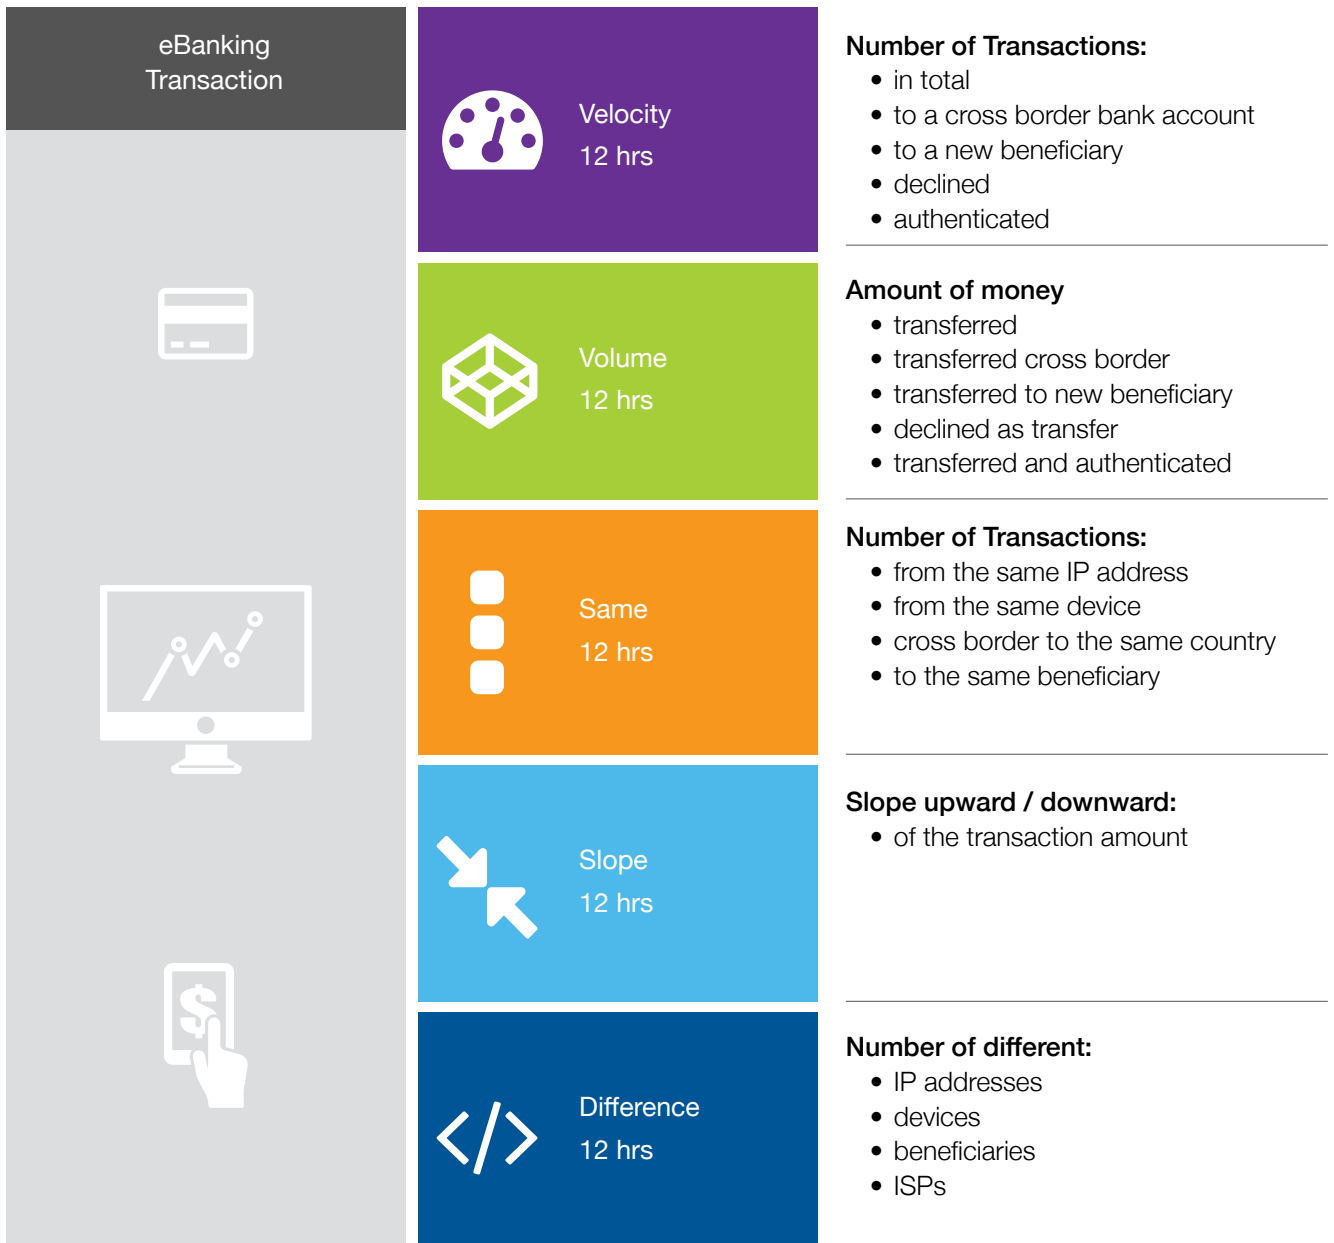 eBanking
Transaction
Velocity
12 hrs
Number of Transactions:
• in total
• to a cross border bank account
• to a new beneficiary
• declined
• authenticated
Volume
12 hrs
Amount of money
• transferred
• transferred cross border
• transferred to new beneficiary
• declined as transfer
• transferred and authenticated
Same
12 hrs
Number of Transactions:
• from the same IP address
• from the same device
• cross border to the same country
• to the same beneficiary
Slope
12 hrs
Slope upward / downward:
• of the transaction amount
Difference
12 hrs
Number of different:
• IP addresses
• devices
• beneficiaries
• ISPs